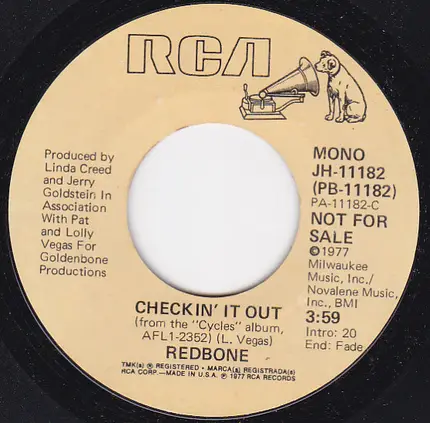 RCA
Produced by
Linda Creed
and Jerry
Goldstein In
Association
With Pat
and Lolly
Vegas For
Goldenbone
Productions
MONO
JH-11182
(PB-11182)
PA-11182-C
NOT FOR
SALE
℗1977
Milwaukee
Music, Inc./
Novalene Music,
Inc., BMI
3:59
Intro: 20
End: Fade
CHECKIN' IT OUT
(from the "Cycles" album,
AFL1-2352) (L. Vegas)
REDBONE
TMK(s) ® REGISTERED • MARCA(s) REGISTRADA(s)
RCA CORP.—MADE IN U.S.A. ℗ 1977 RCA RECORDS